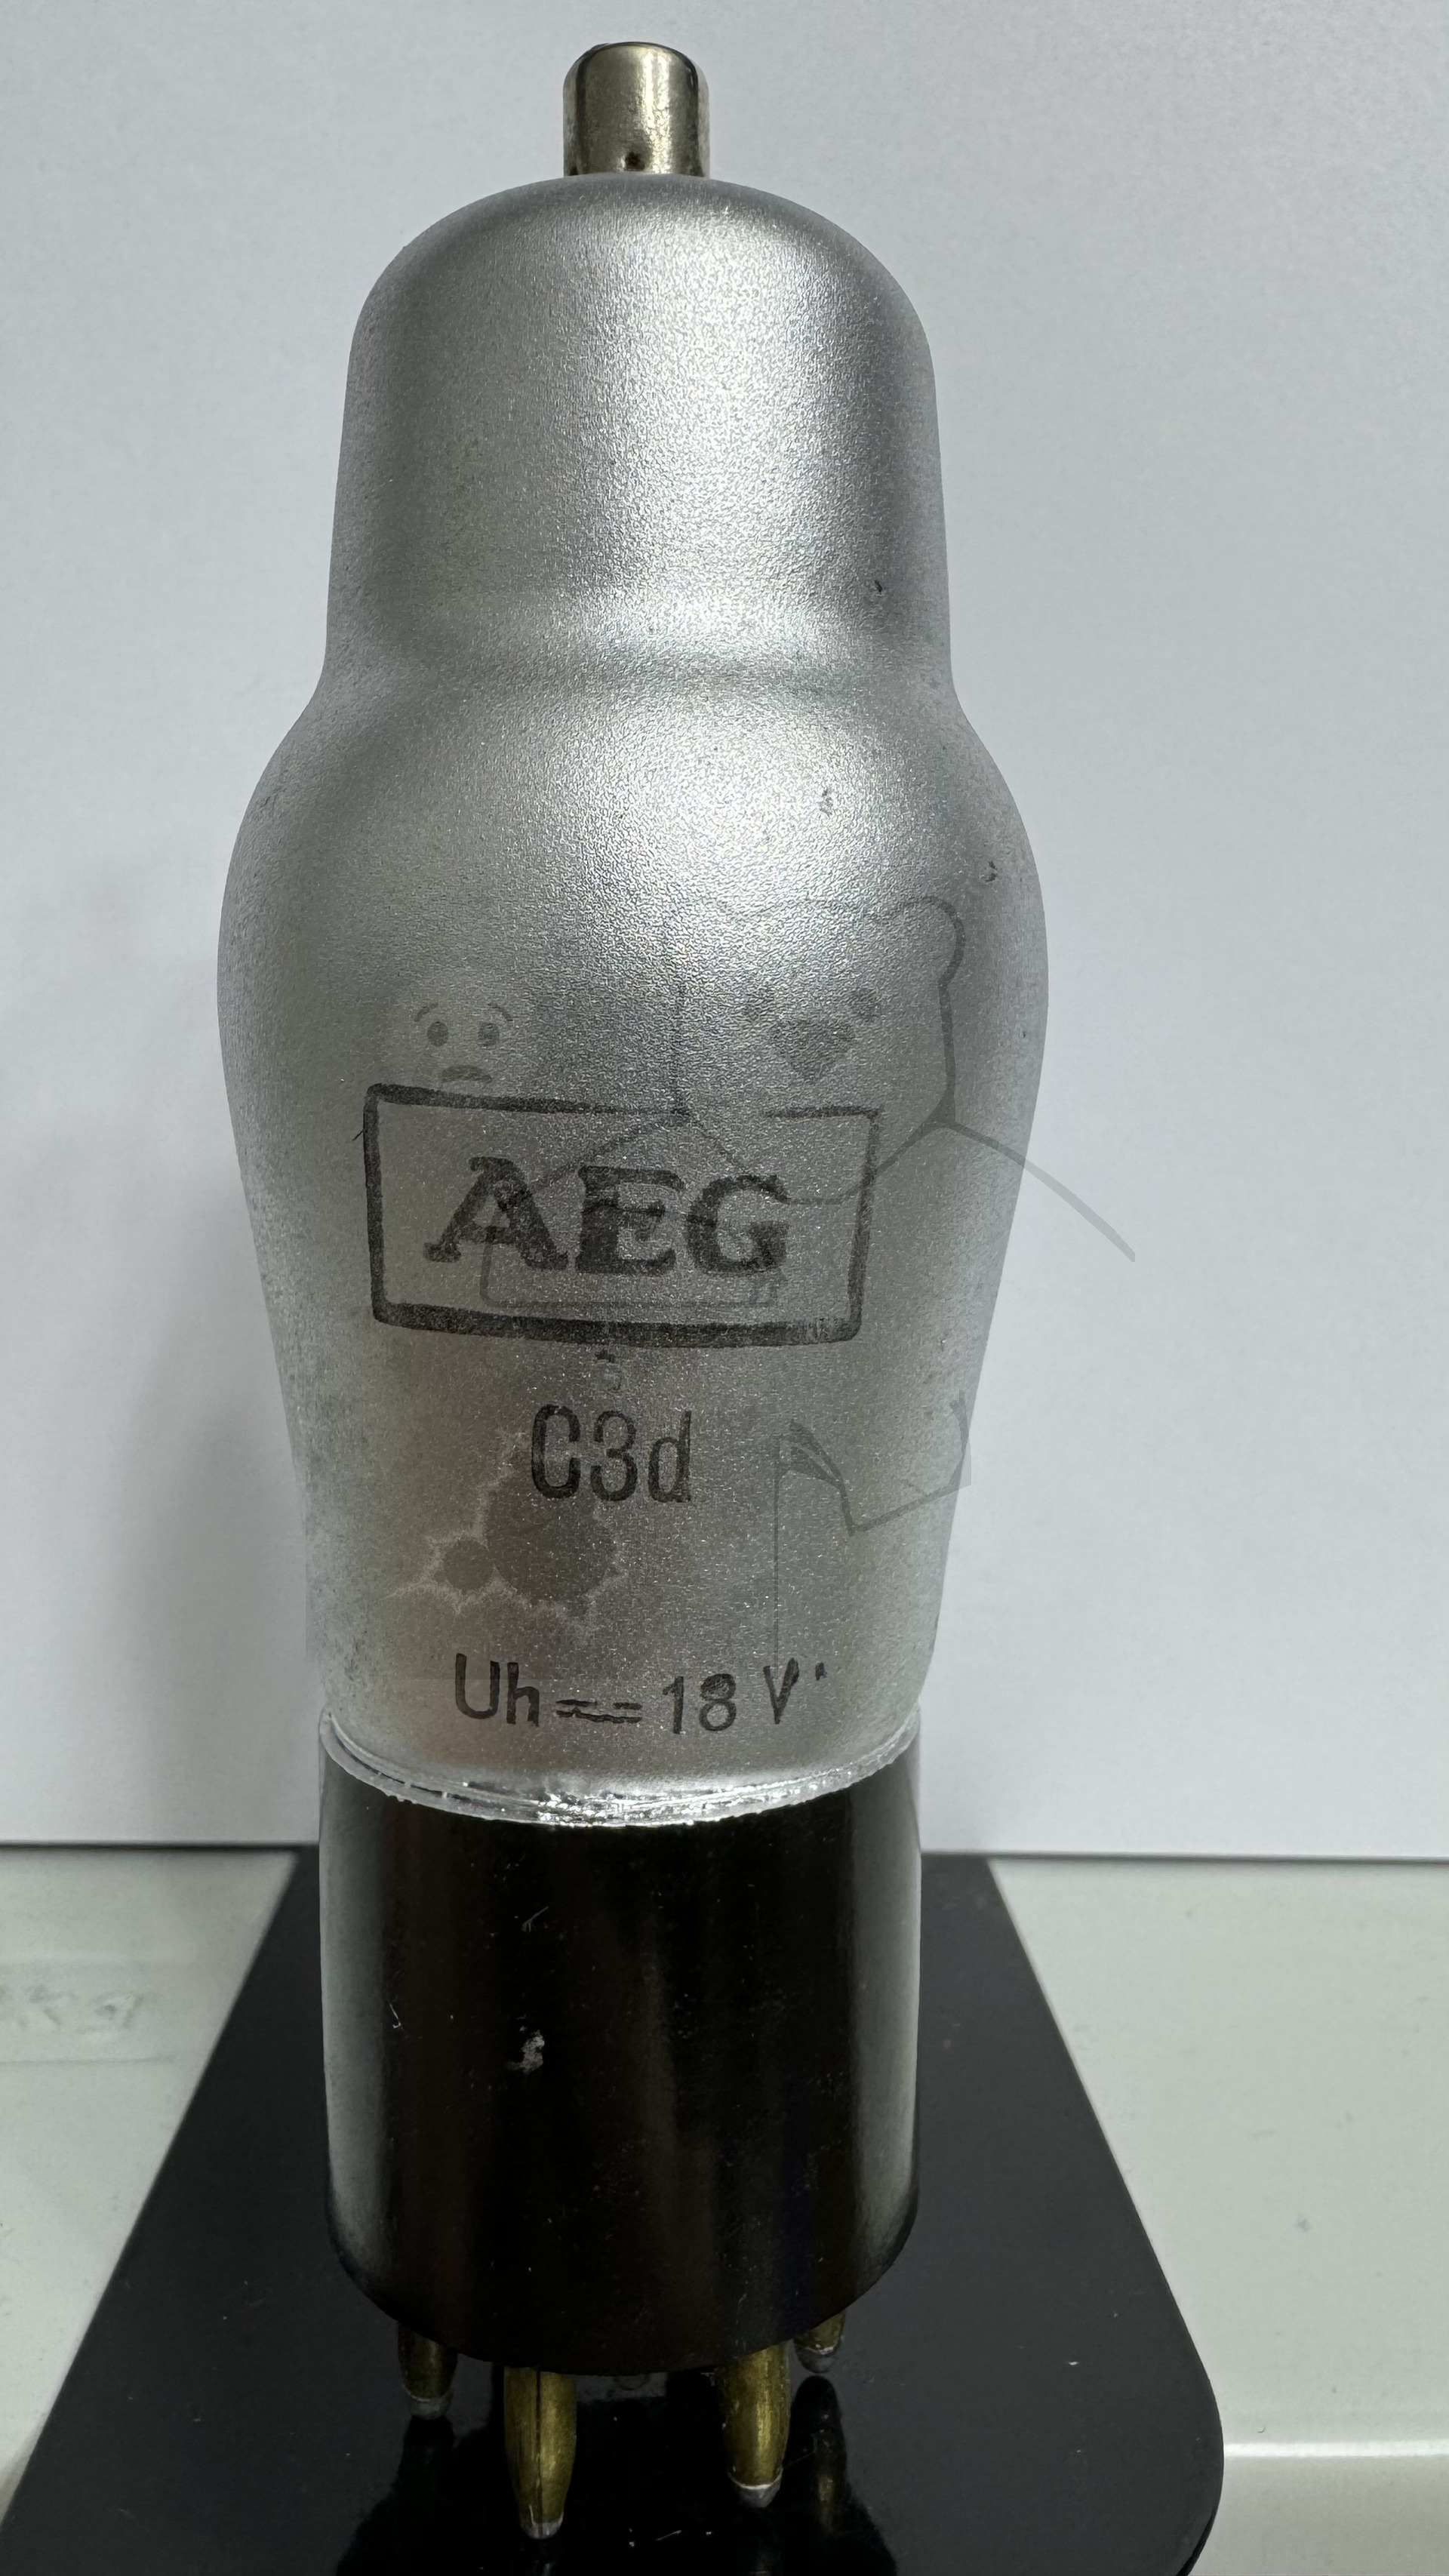 AEG
C3d
Uh == 18 V